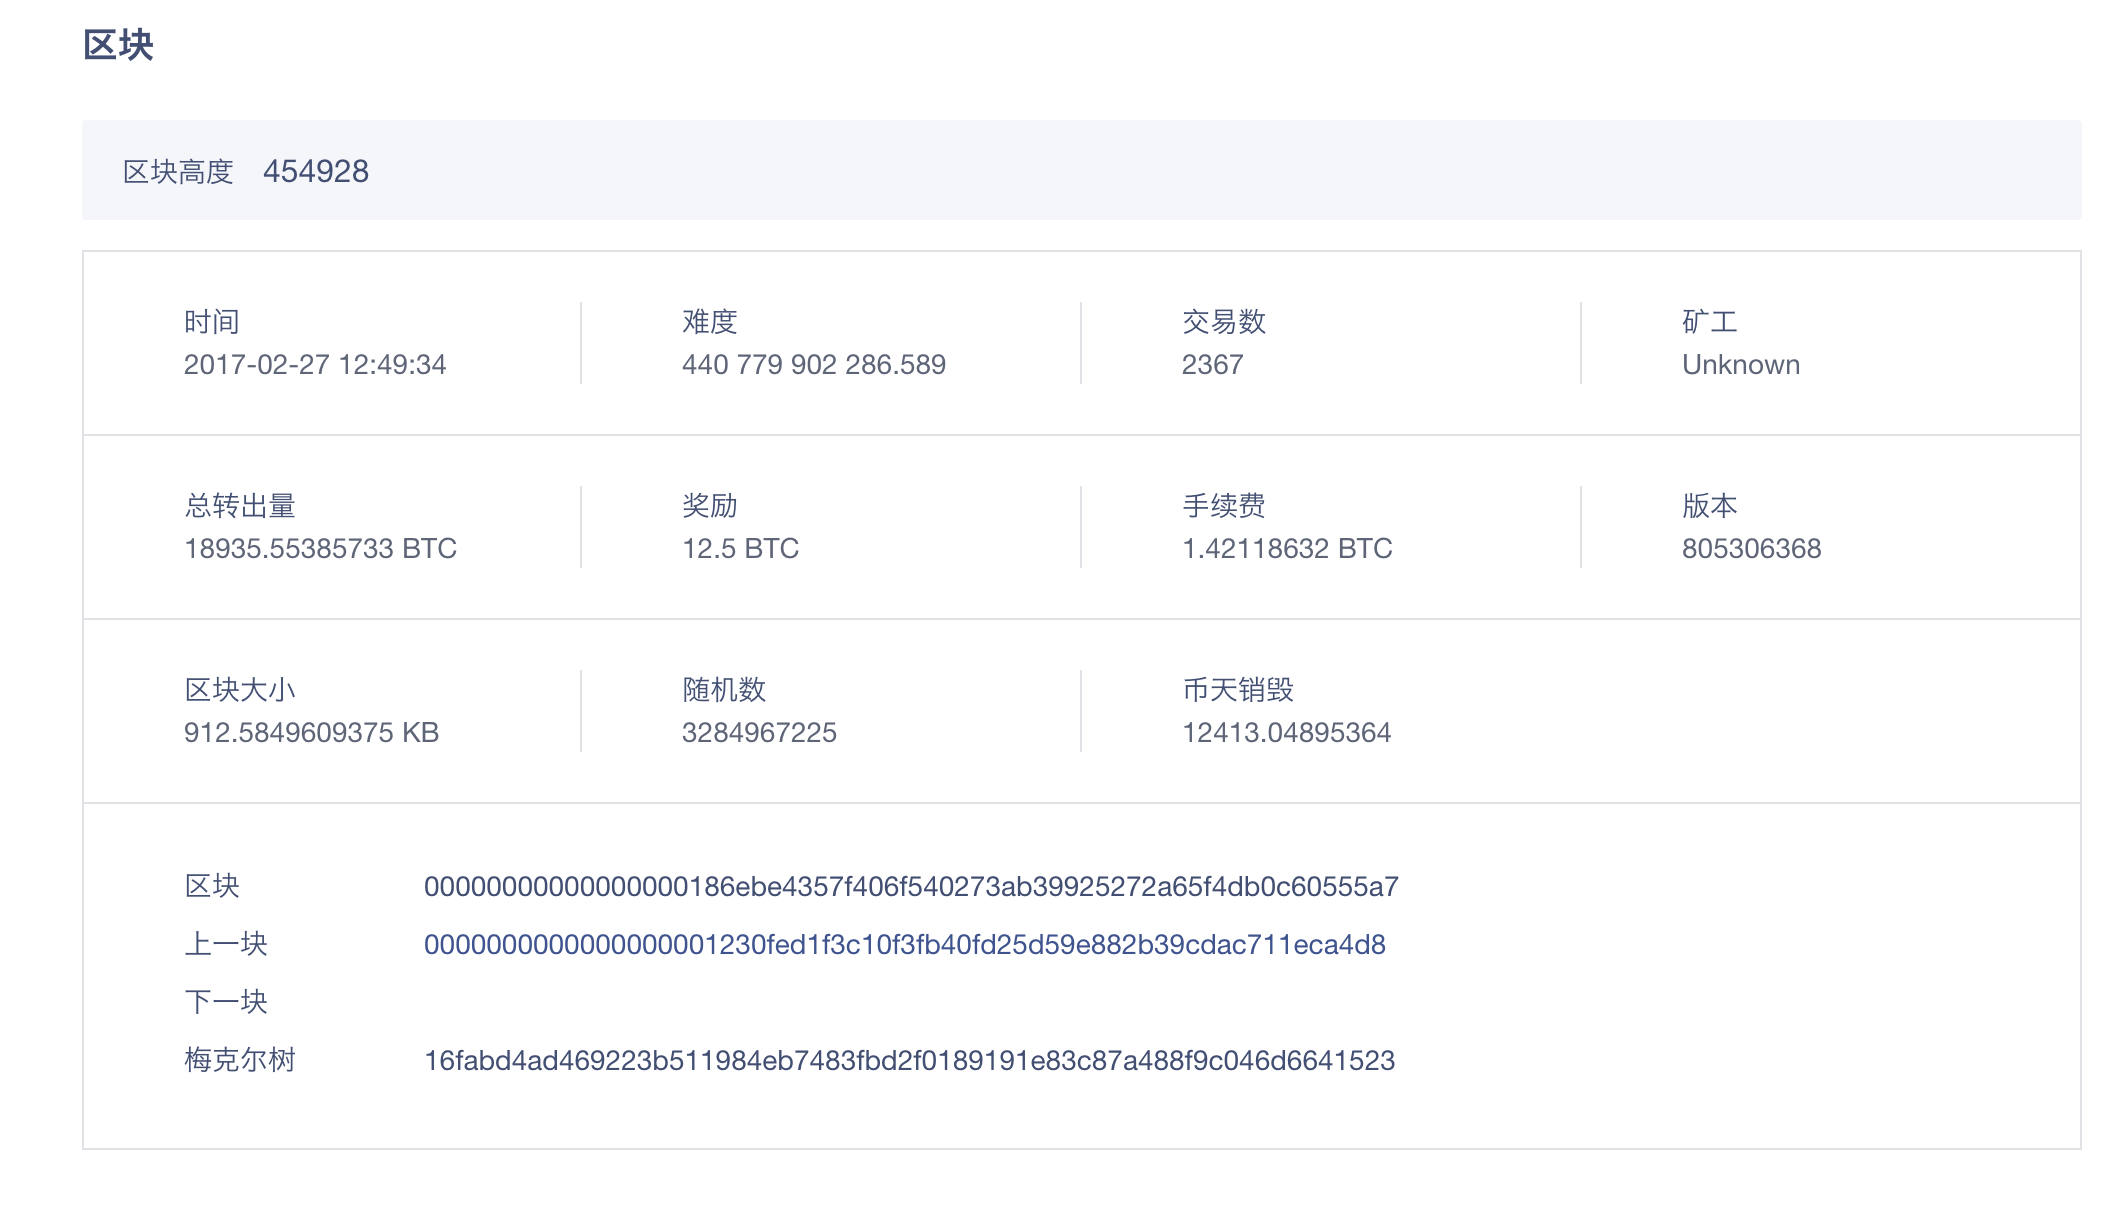 区块
区块高度 454928
时间 难度 交易数 矿工
2017-02-27 12:49:34 440 779 902 286.589 2367 Unknown
总转出量 奖励 手续费 版本
18935.55385733 BTC 12.5 BTC 1.42118632 BTC 805306368
区块大小 随机数 币天销毁
912.5849609375 KB 3284967225 12413.04895364
区块 00000000000000000186ebe4357f406f540273ab39925272a65f4db0c60555a7
上一块 0000000000000000001230fed1f3c10f3fb40fd25d59e882b39cdac711eca4d8
下一块
梅克尔树 16fabd4ad469223b511984eb7483fbd2f0189191e83c87a488f9c046d6641523